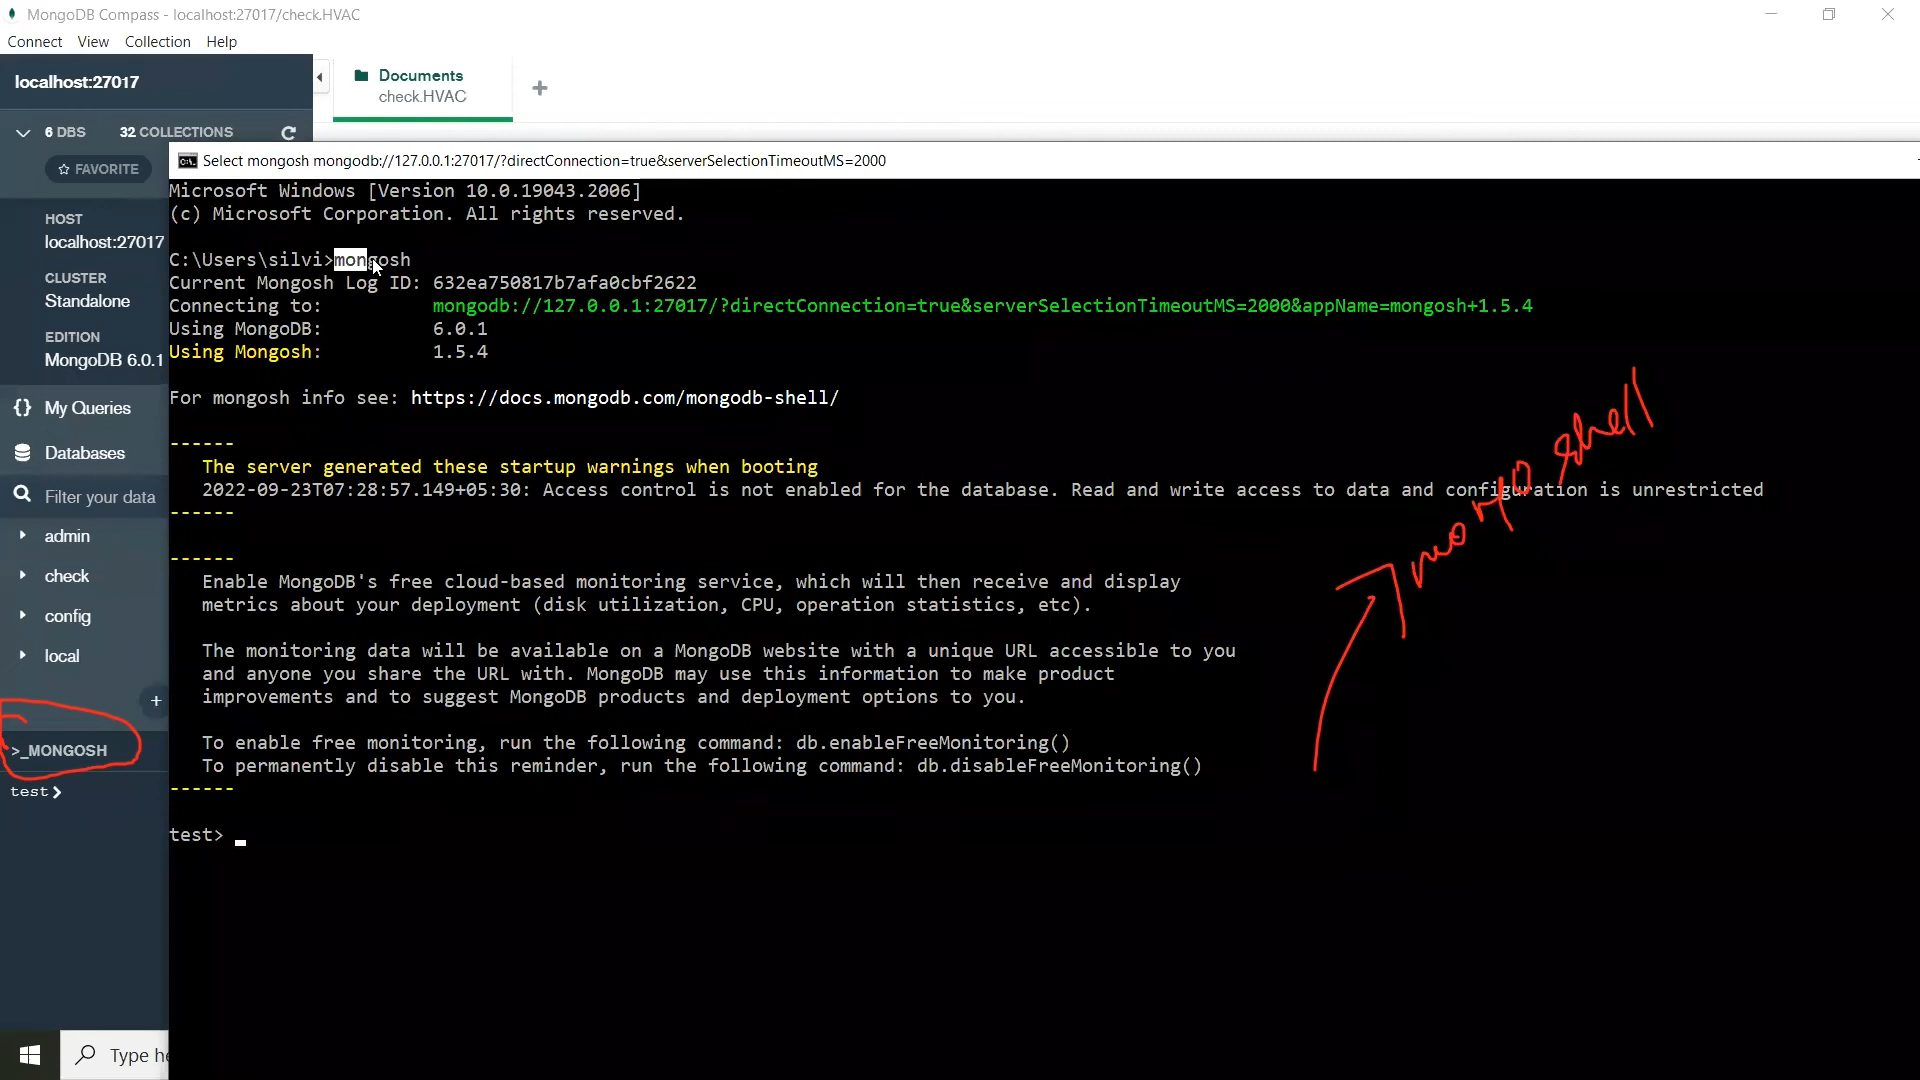 MongoDB Compass - localhost:27017/check.HVAC
Connect View Collection Help
localhost:27017
Documents
check.HVAC
6 DBS 32 COLLECTIONS
FAVORITE
HOST
localhost:27017
CLUSTER
Standalone
EDITION
MongoDB 6.0.1
{} My Queries
Databases
Filter your data
admin
check
config
local
+
>_MONGOSH
test>
Select mongosh mongodb://127.0.0.1:27017/?directConnection=true&serverSelectionTimeoutMS=2000
Microsoft Windows [Version 10.0.19043.2006]
(c) Microsoft Corporation. All rights reserved.
C:\Users\silvi>mongosh
Current Mongosh Log ID: 632ea750817b7afa0cbf2622
Connecting to: mongodb://127.0.0.1:27017/?directConnection=true&serverSelectionTimeoutMS=2000&appName=mongosh+1.5.4
Using MongoDB: 6.0.1
Using Mongosh: 1.5.4
For mongosh info see: https://docs.mongodb.com/mongodb-shell/
------
The server generated these startup warnings when booting
2022-09-23T07:28:57.149+05:30: Access control is not enabled for the database. Read and write access to data and configuration is unrestricted
------
------
Enable MongoDB's free cloud-based monitoring service, which will then receive and display
metrics about your deployment (disk utilization, CPU, operation statistics, etc).
The monitoring data will be available on a MongoDB website with a unique URL accessible to you
and anyone you share the URL with. MongoDB may use this information to make product
improvements and to suggest MongoDB products and deployment options to you.
To enable free monitoring, run the following command: db.enableFreeMonitoring()
To permanently disable this reminder, run the following command: db.disableFreeMonitoring()
------
test>
mongo shell
Type he